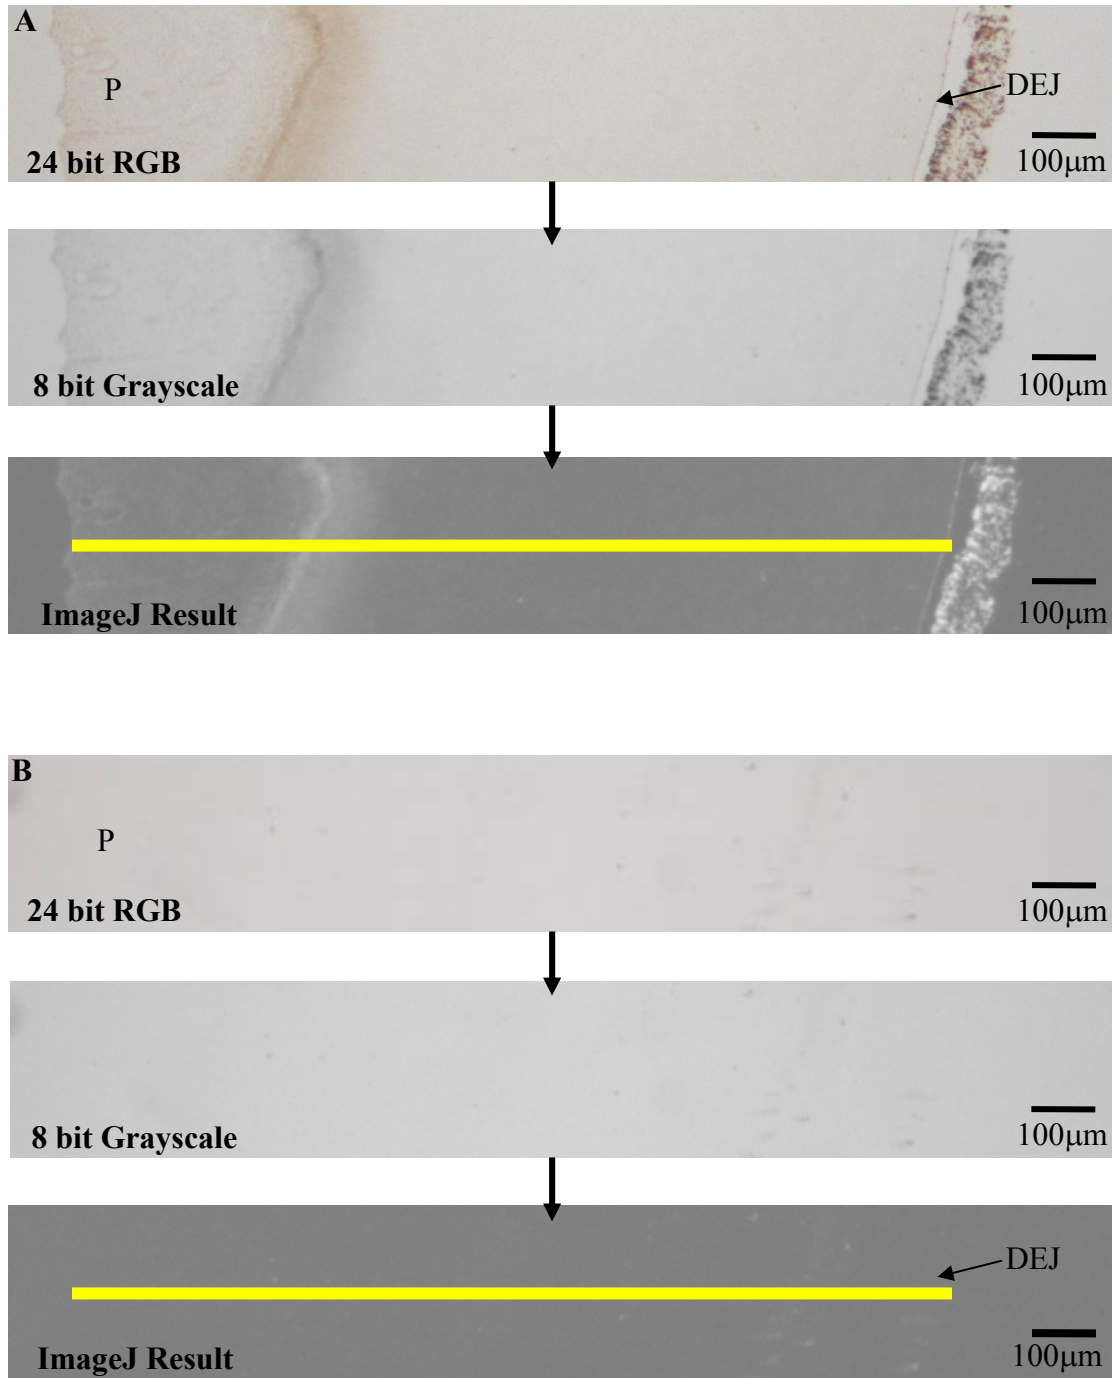 A
P
DEJ
24 bit RGB
100μm
8 bit Grayscale
100μm
ImageJ Result
100μm
B
P
24 bit RGB
100μm
8 bit Grayscale
100μm
DEJ
ImageJ Result
100μm